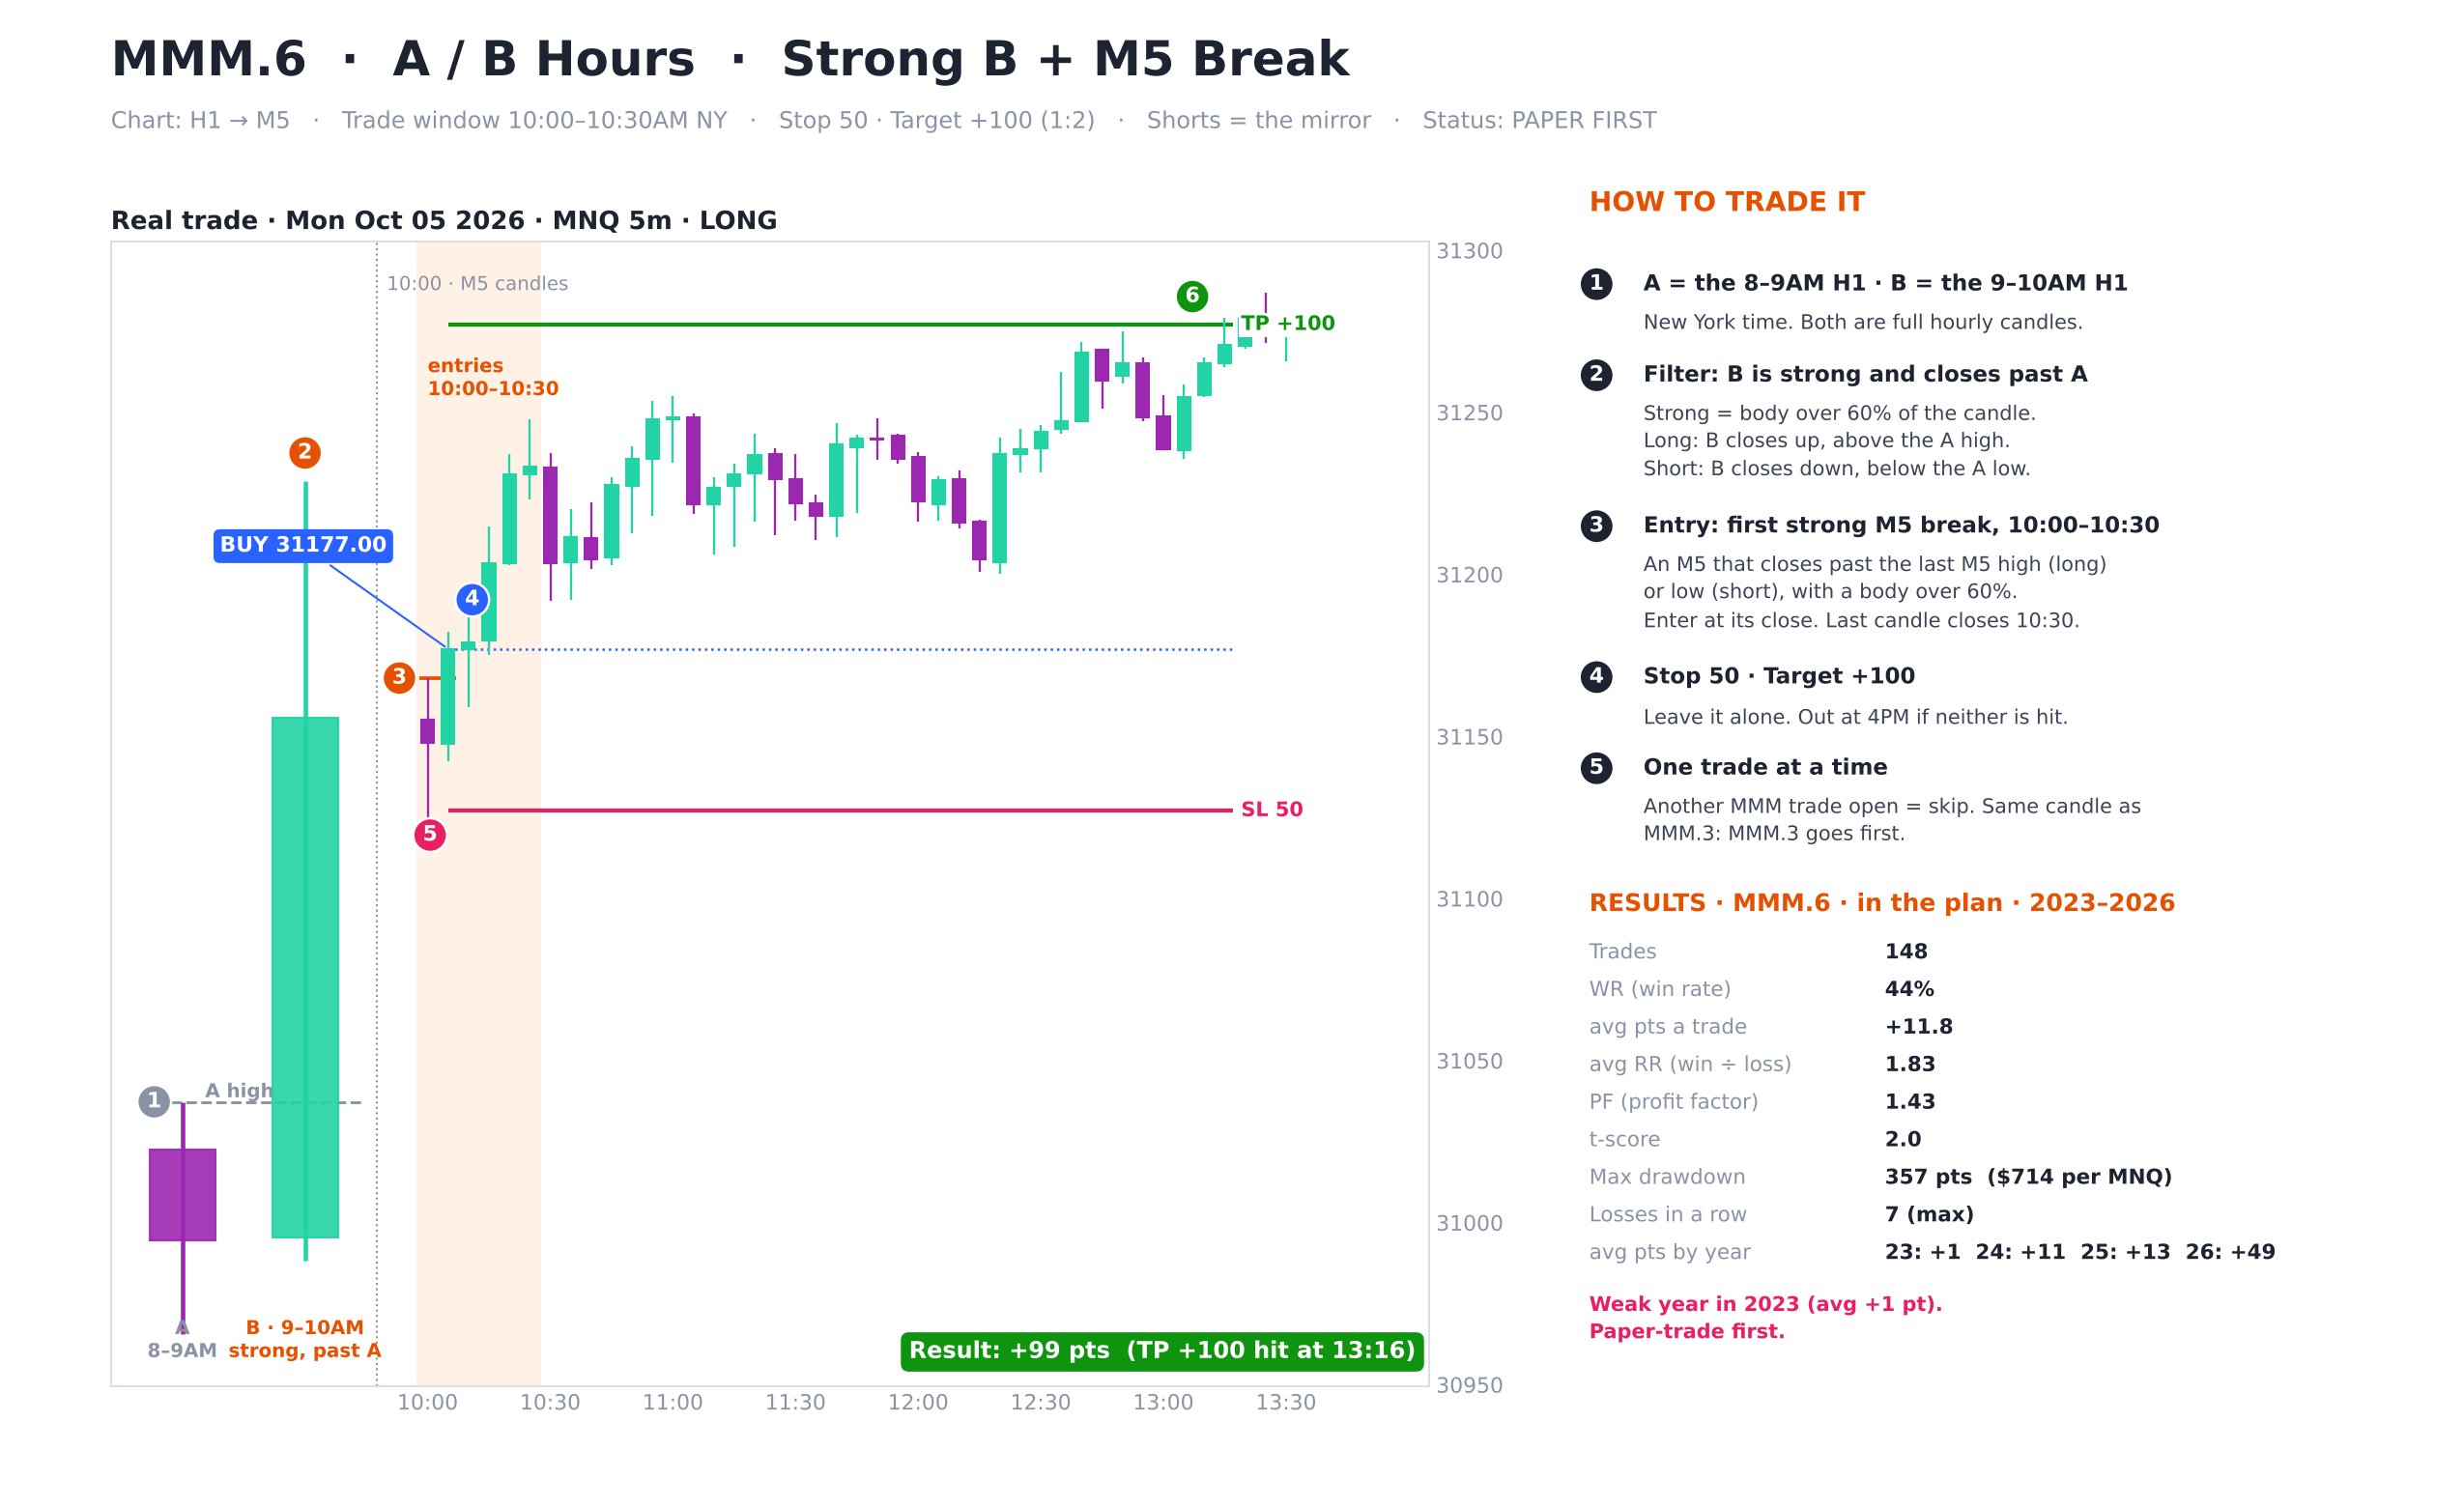 MMM.6 · A / B Hours · Strong B + M5 Break
Chart: H1 → M5 · Trade window 10:00–10:30AM NY · Stop 50 · Target +100 (1:2) · Shorts = the mirror · Status: PAPER FIRST
Real trade · Mon Oct 05 2026 · MNQ 5m · LONG
10:00 · M5 candles
6
TP +100
entries
10:00–10:30
2
BUY 31177.00
4
3
SL 50
5
A high
1
A
8–9AM
B · 9–10AM
strong, past A
Result: +99 pts (TP +100 hit at 13:16)
31300
31250
31200
31150
31100
31050
31000
30950
10:00 10:30 11:00 11:30 12:00 12:30 13:00 13:30
HOW TO TRADE IT
1 A = the 8–9AM H1 · B = the 9–10AM H1
New York time. Both are full hourly candles.
2 Filter: B is strong and closes past A
Strong = body over 60% of the candle.
Long: B closes up, above the A high.
Short: B closes down, below the A low.
3 Entry: first strong M5 break, 10:00–10:30
An M5 that closes past the last M5 high (long)
or low (short), with a body over 60%.
Enter at its close. Last candle closes 10:30.
4 Stop 50 · Target +100
Leave it alone. Out at 4PM if neither is hit.
5 One trade at a time
Another MMM trade open = skip. Same candle as
MMM.3: MMM.3 goes first.
RESULTS · MMM.6 · in the plan · 2023–2026
Trades 148
WR (win rate) 44%
avg pts a trade +11.8
avg RR (win ÷ loss) 1.83
PF (profit factor) 1.43
t-score 2.0
Max drawdown 357 pts ($714 per MNQ)
Losses in a row 7 (max)
avg pts by year 23: +1 24: +11 25: +13 26: +49
Weak year in 2023 (avg +1 pt).
Paper-trade first.